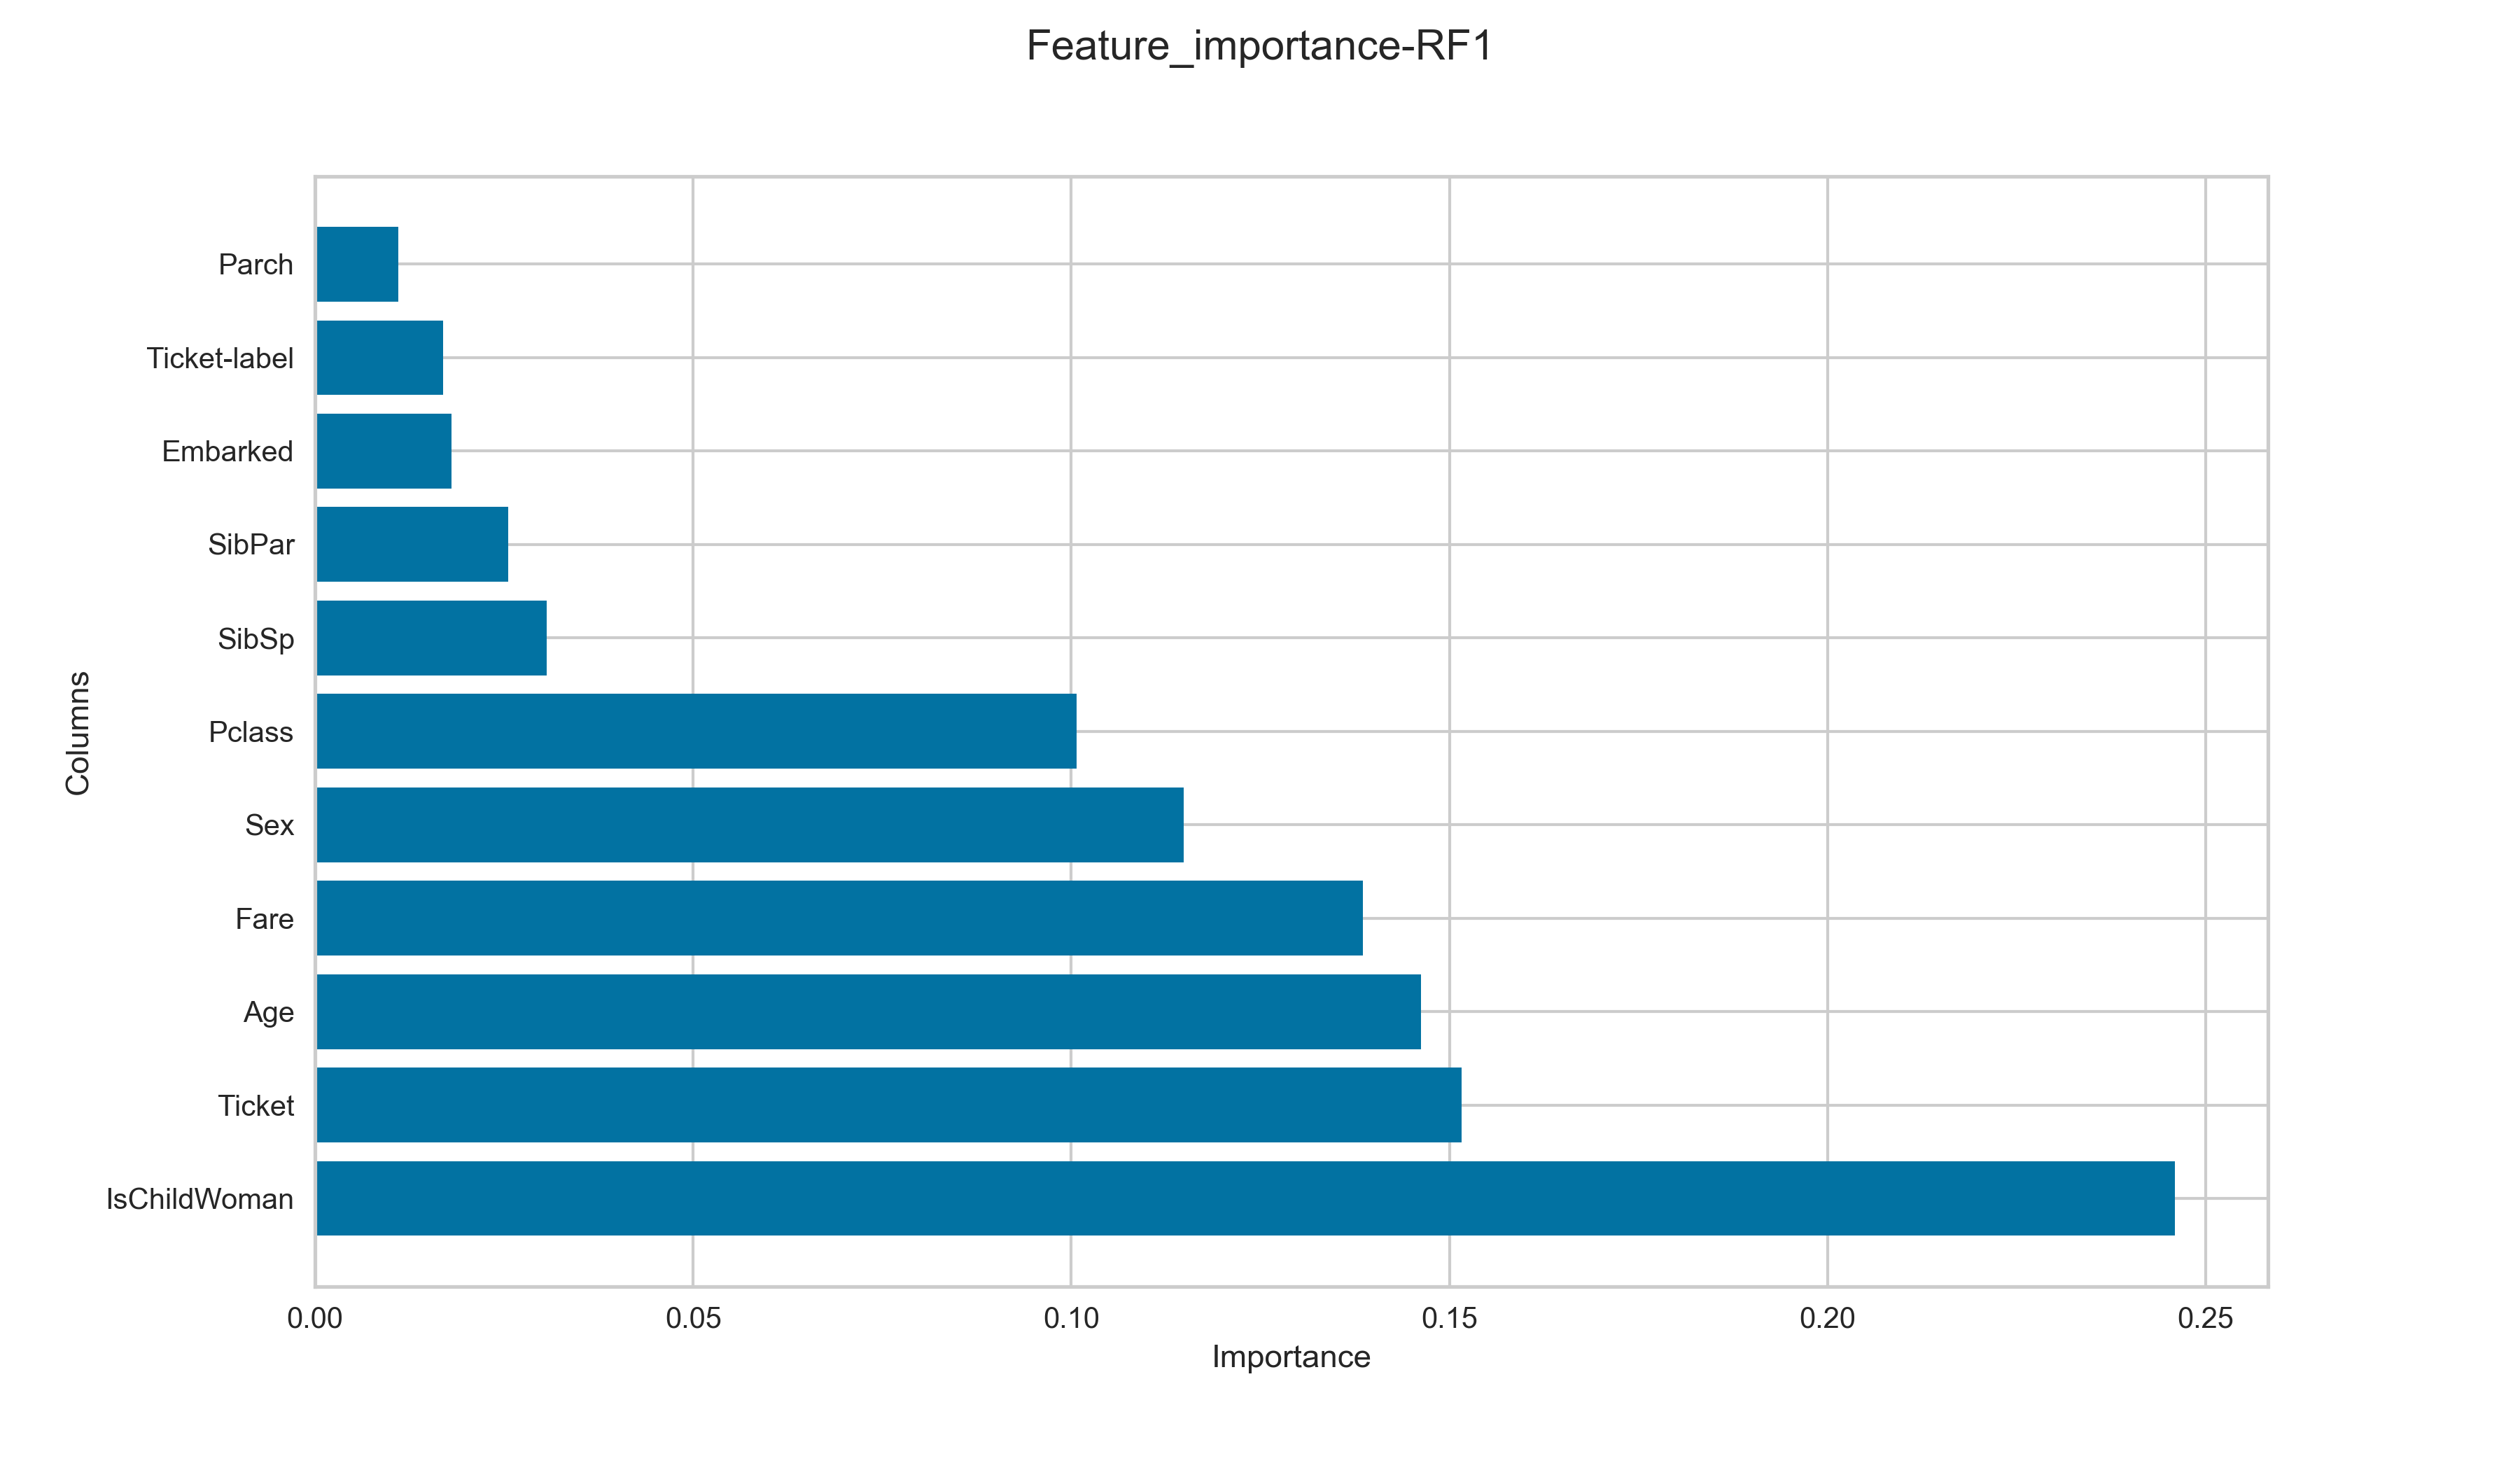 Feature_importance-RF1
Columns
Parch
Ticket-label
Embarked
SibPar
SibSp
Pclass
Sex
Fare
Age
Ticket
IsChildWoman
0.00 0.05 0.10 0.15 0.20 0.25
Importance